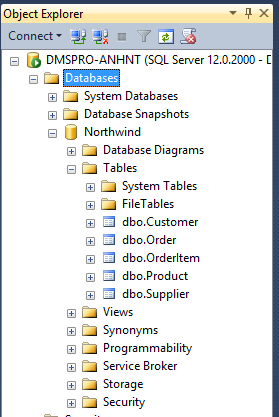 Object Explorer
Connect
DMSPRO-ANHNT (SQL Server 12.0.2000 - D
Databases
System Databases
Database Snapshots
Northwind
Database Diagrams
Tables
System Tables
FileTables
dbo.Customer
dbo.Order
dbo.OrderItem
dbo.Product
dbo.Supplier
Views
Synonyms
Programmability
Service Broker
Storage
Security